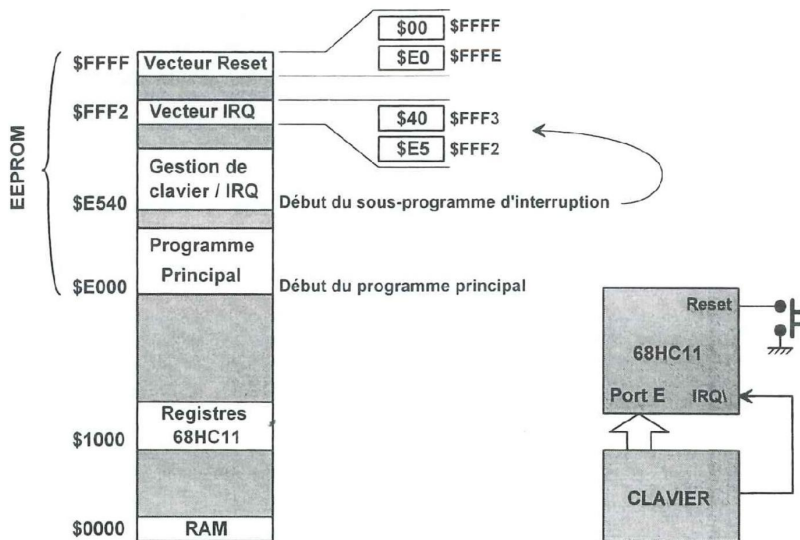 $00 $FFFF
$E0 $FFFE
$FFFF Vecteur Reset
$FFF2 Vecteur IRQ
$40 $FFF3
$E5 $FFF2
EEPROM
Gestion de
clavier / IRQ
$E540 Début du sous-programme d'interruption
Programme
Principal
$E000 Début du programme principal
Reset
68HC11
Port E IRQ\
Registres
68HC11
$1000
CLAVIER
$0000 RAM